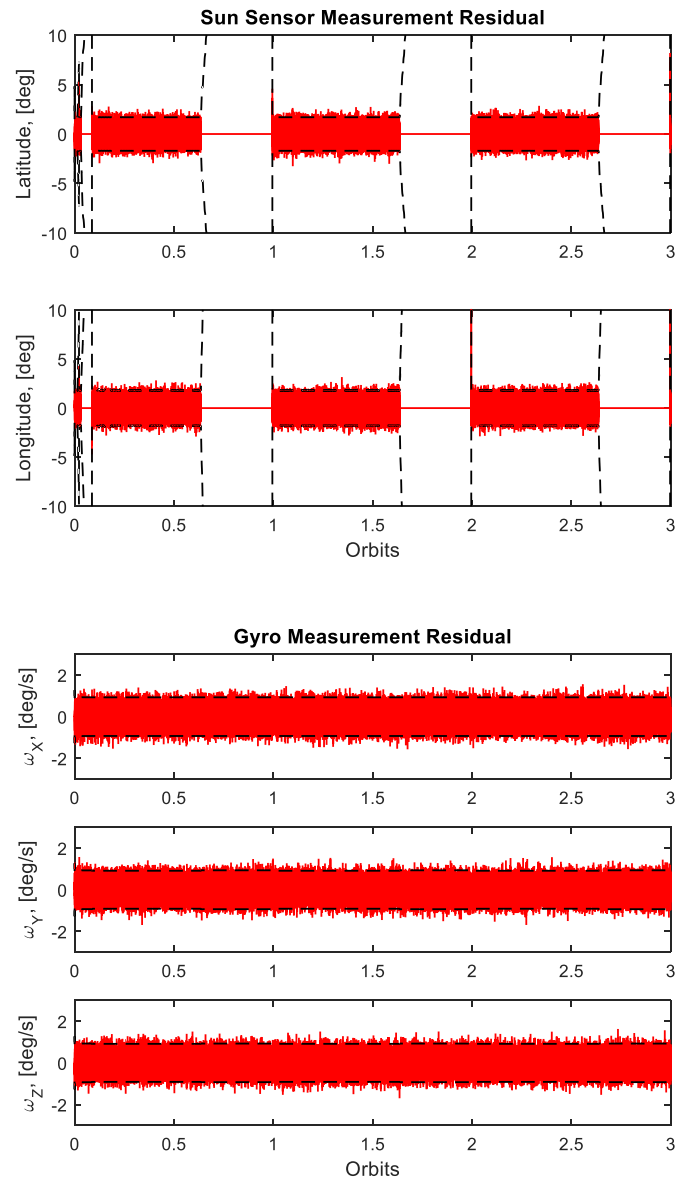 Sun Sensor Measurement Residual
10
5
0
-5
-10
Latitude, [deg]
0 0.5 1 1.5 2 2.5 3
10
5
0
-5
-10
Longitude, [deg]
0 0.5 1 1.5 2 2.5 3
Orbits
Gyro Measurement Residual
2
0
-2
ωX, [deg/s]
0 0.5 1 1.5 2 2.5 3
2
0
-2
ωY, [deg/s]
0 0.5 1 1.5 2 2.5 3
2
0
-2
ωZ, [deg/s]
0 0.5 1 1.5 2 2.5 3
Orbits